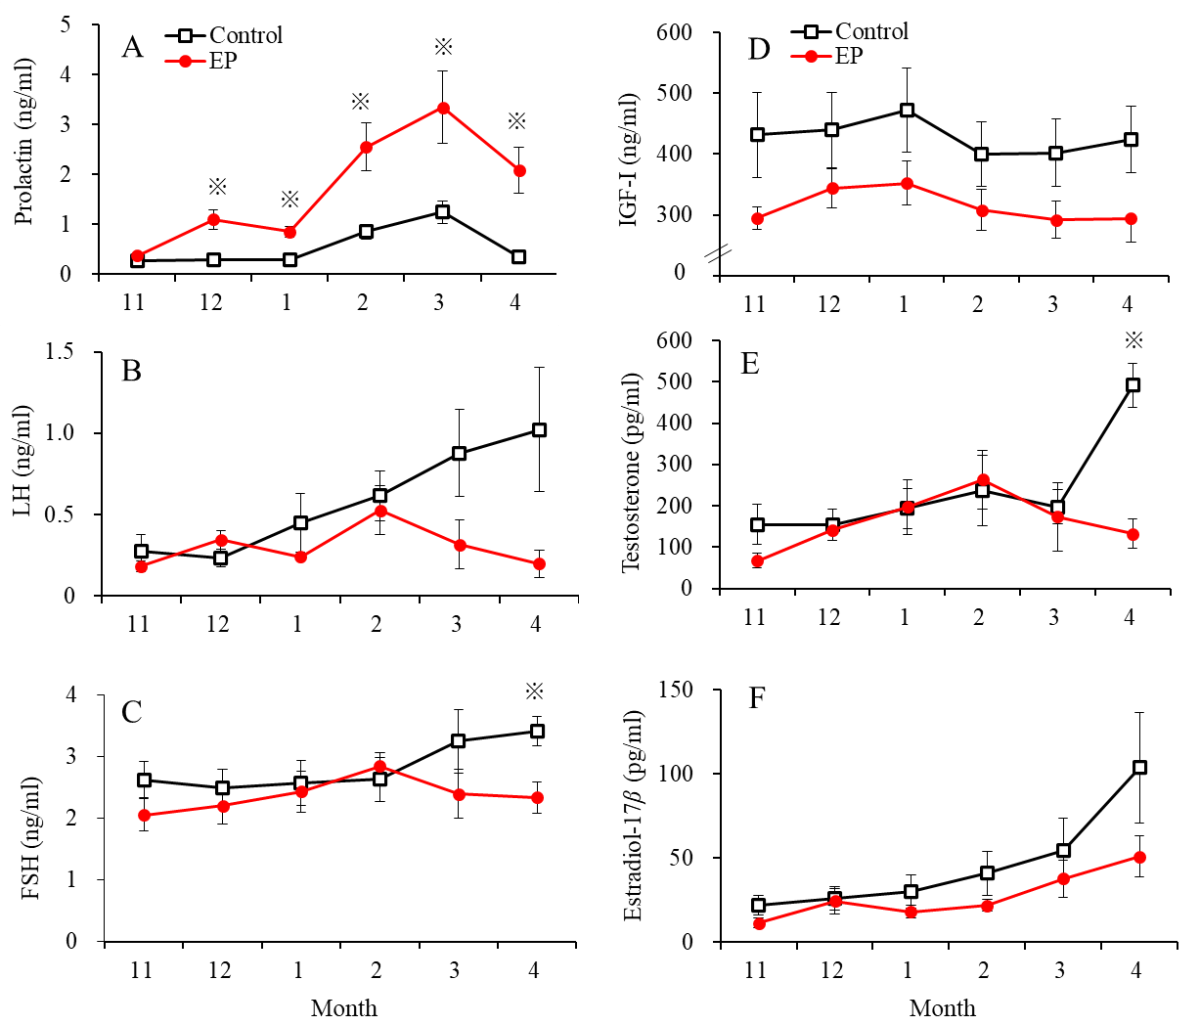 A
Control
EP
Prolactin (ng/ml)
5
4
3
2
1
0
※
※
※
※
※
11 12 1 2 3 4
D
Control
EP
IGF-I (ng/ml)
600
500
400
300
0
11 12 1 2 3 4
B
LH (ng/ml)
1.5
1.0
0.5
0
11 12 1 2 3 4
E
Testosterone (pg/ml)
600
500
400
300
200
100
0
※
11 12 1 2 3 4
C
FSH (ng/ml)
4
3
2
1
0
※
11 12 1 2 3 4
Month
F
Estradiol-17β (pg/ml)
150
100
50
0
11 12 1 2 3 4
Month